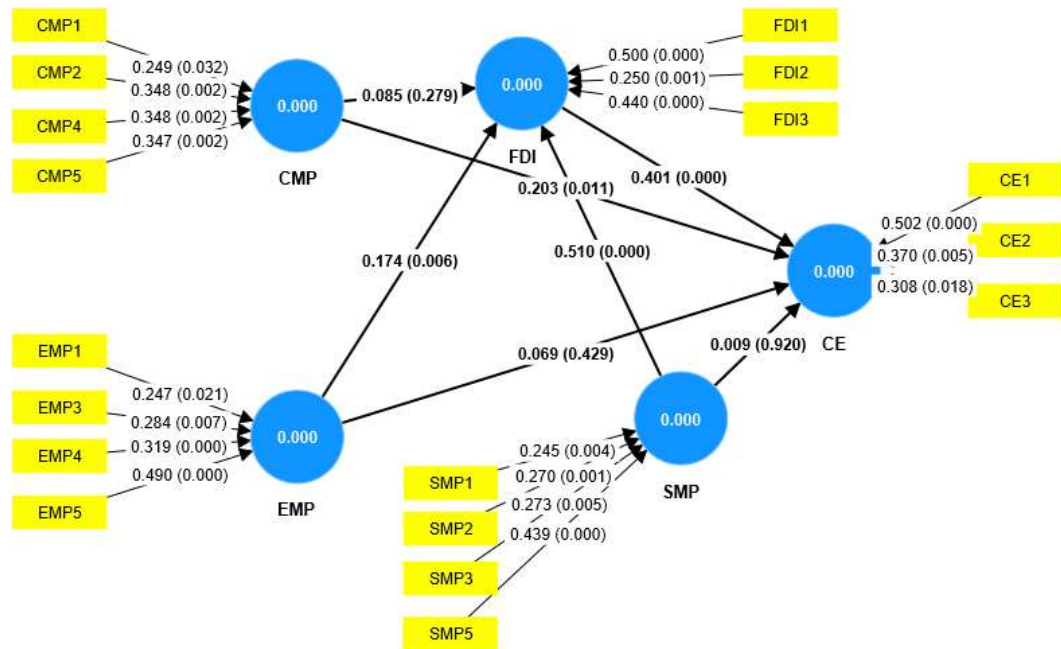 CMP1
CMP2
CMP4
CMP5
0.249 (0.032)
0.348 (0.002)
0.348 (0.002)
0.347 (0.002)
0.000
CMP
0.085 (0.279)
0.000
FDI
0.500 (0.000)
0.250 (0.001)
0.440 (0.000)
FDI1
FDI2
FDI3
0.203 (0.011)
0.401 (0.000)
0.174 (0.006)
0.510 (0.000)
0.000
CE
0.502 (0.000)
0.370 (0.005)
0.308 (0.018)
CE1
CE2
CE3
EMP1
EMP3
EMP4
EMP5
0.247 (0.021)
0.284 (0.007)
0.319 (0.000)
0.490 (0.000)
0.000
EMP
0.069 (0.429)
0.009 (0.920)
0.000
SMP
0.245 (0.004)
0.270 (0.001)
0.273 (0.005)
0.439 (0.000)
SMP1
SMP2
SMP3
SMP5